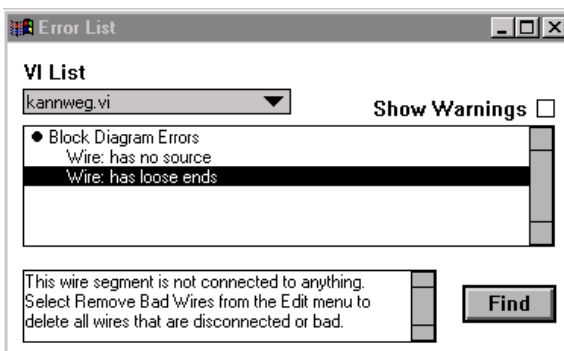 Error List
VI List
kannweg.vi
Show Warnings
Block Diagram Errors
Wire: has no source
Wire: has loose ends
This wire segment is not connected to anything.
Select Remove Bad Wires from the Edit menu to
delete all wires that are disconnected or bad.
Find